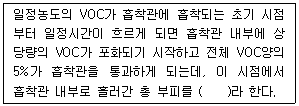 일정농도의 VOC가 흡착관에 흡착되는 초기 시점
부터 일정시간이 흐르게 되면 흡착관 내부에 상
당량의 VOC가 포화되기 시작하고 전체 VOC양의
5%가 흡착관을 통과하게 되는데, 이 시점에서
흡착관 내부로 흘러간 총 부피를 ( )라 한다.